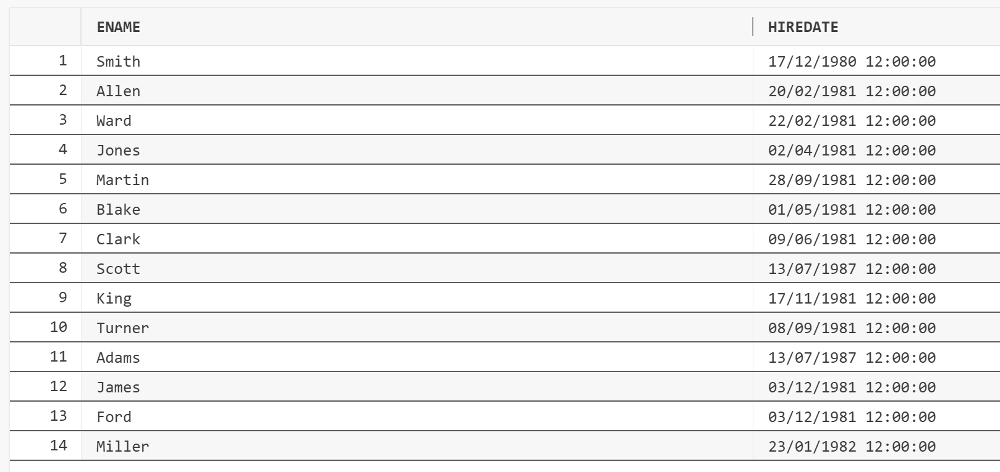 ENAME HIREDATE
1 Smith 17/12/1980 12:00:00
2 Allen 20/02/1981 12:00:00
3 Ward 22/02/1981 12:00:00
4 Jones 02/04/1981 12:00:00
5 Martin 28/09/1981 12:00:00
6 Blake 01/05/1981 12:00:00
7 Clark 09/06/1981 12:00:00
8 Scott 13/07/1987 12:00:00
9 King 17/11/1981 12:00:00
10 Turner 08/09/1981 12:00:00
11 Adams 13/07/1987 12:00:00
12 James 03/12/1981 12:00:00
13 Ford 03/12/1981 12:00:00
14 Miller 23/01/1982 12:00:00